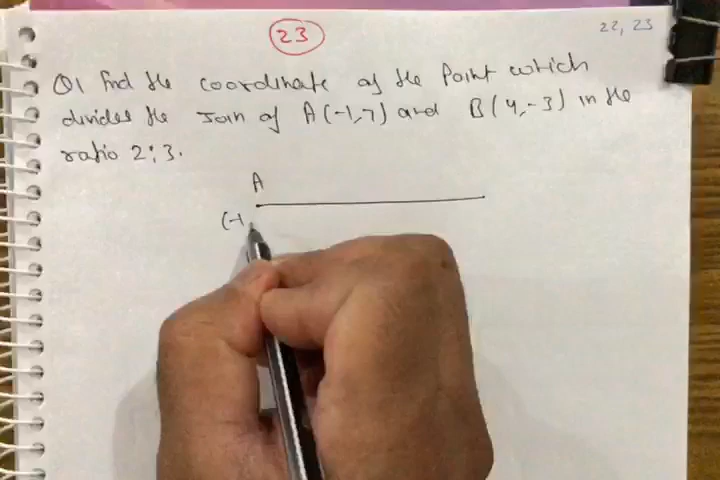 23
22, 23
Q1 find the coordinate of the Point which
divides the Join of A(-1,7) and B(4,-3) in the
ratio 2:3.
A
(-1